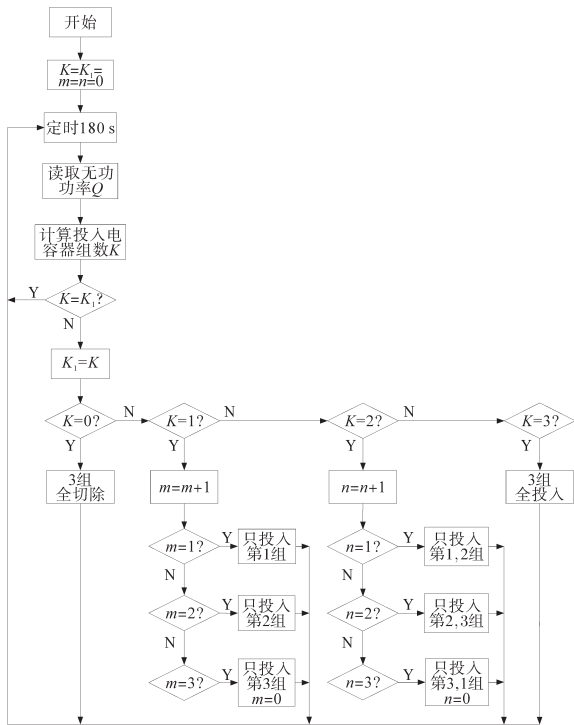 开始
K=K₁=
m=n=0
定时180 s
读取无功
功率Q
计算投入电
容器组数K
K=K₁?
Y
N
K₁=K
K=0?
N
K=1?
N
K=2?
N
K=3?
Y
Y
Y
Y
3组
全切除
m=m+1
n=n+1
3组
全投入
m=1?
Y
只投入
第1组
n=1?
Y
只投入
第1,2组
N
N
m=2?
Y
只投入
第2组
n=2?
Y
只投入
第2,3组
N
N
m=3?
Y
只投入
第3组
m=0
n=3?
Y
只投入
第3,1组
n=0